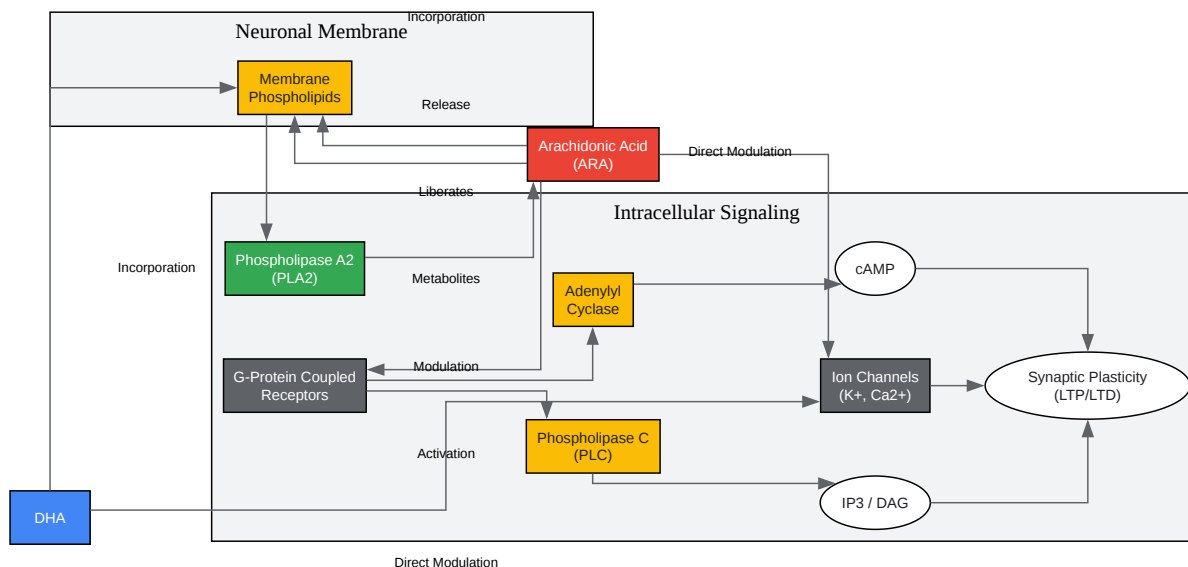 Incorporation
Neuronal Membrane
Membrane
Phospholipids
Release
Arachidonic Acid
(ARA)
Direct Modulation
Liberates
Intracellular Signaling
Phospholipase A2
(PLA2)
Incorporation
Metabolites
cAMP
Adenylyl
Cyclase
G-Protein Coupled
Receptors
Modulation
Ion Channels
(K+, Ca2+)
Synaptic Plasticity
(LTP/LTD)
Phospholipase C
(PLC)
Activation
IP3 / DAG
DHA
Direct Modulation